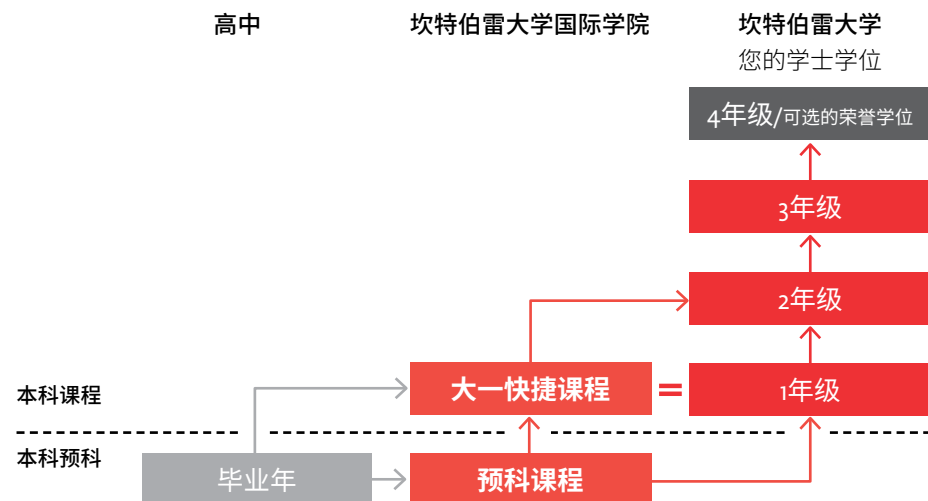 高中
坎特伯雷大学国际学院
坎特伯雷大学
您的学士学位
4年级/可选的荣誉学位
3年级
2年级
本科课程
大一快捷课程
=
1年级
本科预科
毕业年
预科课程